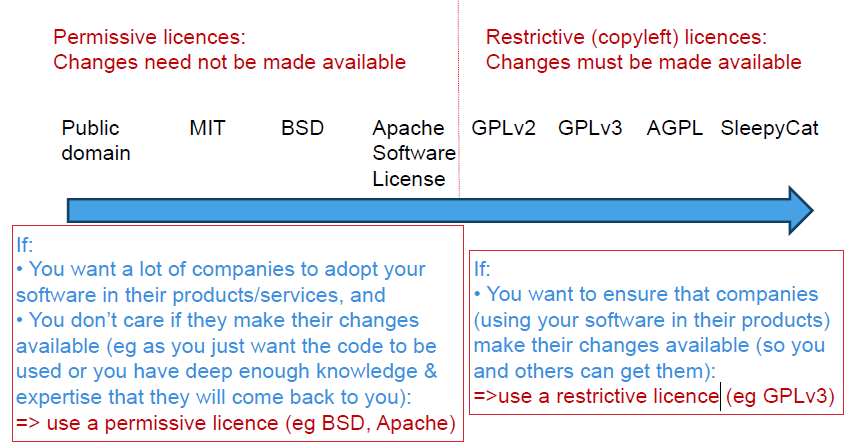 Permissive licences:
Changes need not be made available
Restrictive (copyleft) licences:
Changes must be made available
Public
domain
MIT
BSD
Apache
Software
License
GPLv2
GPLv3
AGPL
SleepyCat
If:
• You want a lot of companies to adopt your
software in their products/services, and
• You don’t care if they make their changes
available (eg as you just want the code to be
used or you have deep enough knowledge &
expertise that they will come back to you):
=> use a permissive licence (eg BSD, Apache)
If:
• You want to ensure that companies
(using your software in their products)
make their changes available (so you
and others can get them):
=>use a restrictive licence (eg GPLv3)